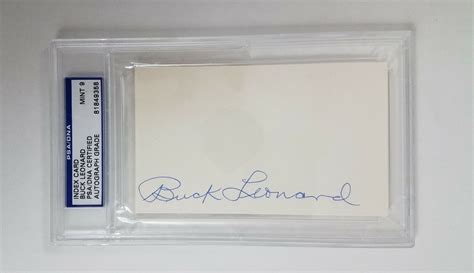 INDEX CARD
BUCK LEONARD
PSA/DNA CERTIFIED
AUTOGRAPH GRADE
MINT 9
81849358
PSA/DNA
Buck Leonard